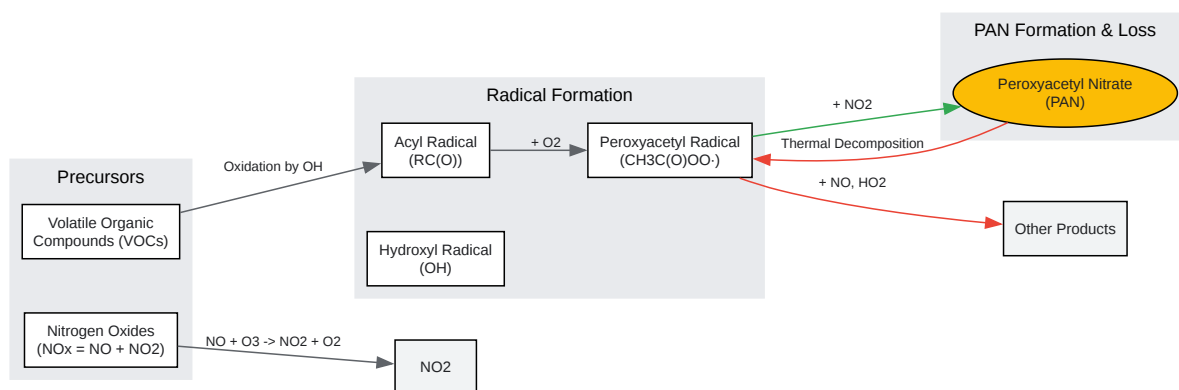 Precursors
Volatile Organic
Compounds (VOCs)
Nitrogen Oxides
(NOx = NO + NO2)
Oxidation by OH
NO + O3 -> NO2 + O2
NO2
Radical Formation
Acyl Radical
(RC(O))
+ O2
Peroxyacetyl Radical
(CH3C(O)OO·)
Hydroxyl Radical
(OH)
+ NO2
Thermal Decomposition
+ NO, HO2
PAN Formation & Loss
Peroxyacetyl Nitrate
(PAN)
Other Products